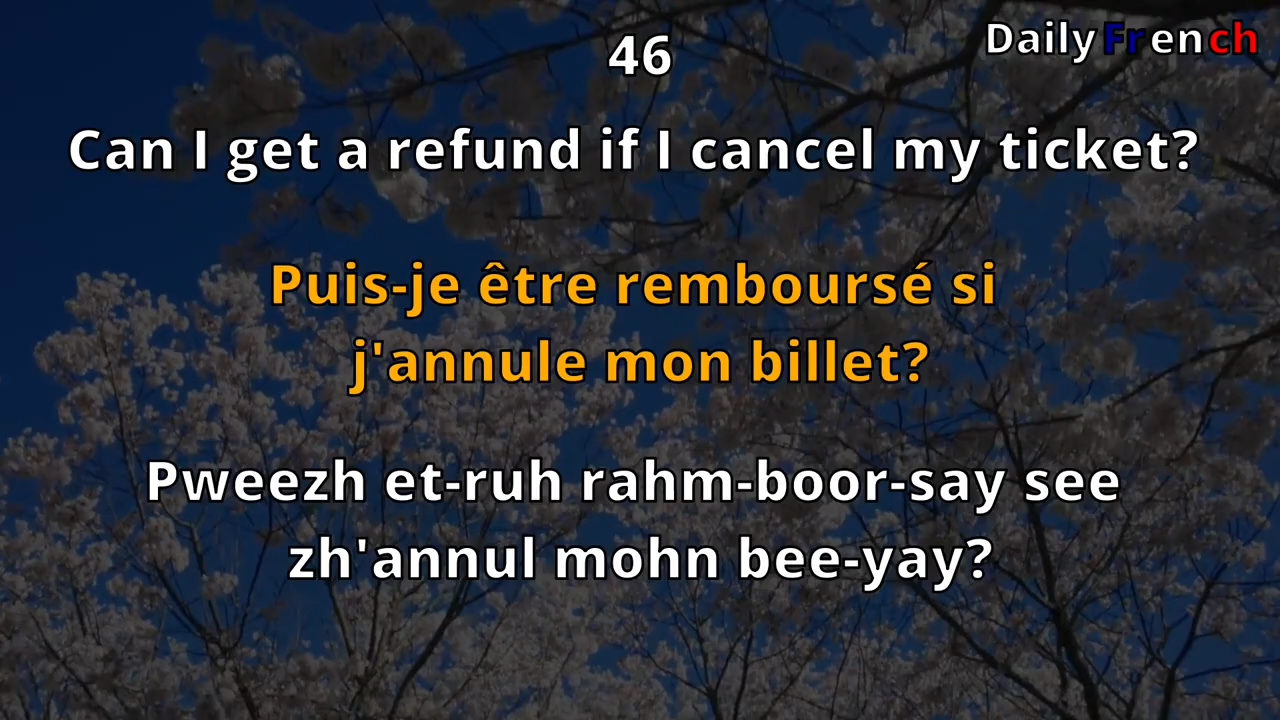 Daily French
46
Can I get a refund if I cancel my ticket?
Puis-je être remboursé si
j'annule mon billet?
Pweezh et-ruh rahm-boor-say see
zh'annul mohn bee-yay?